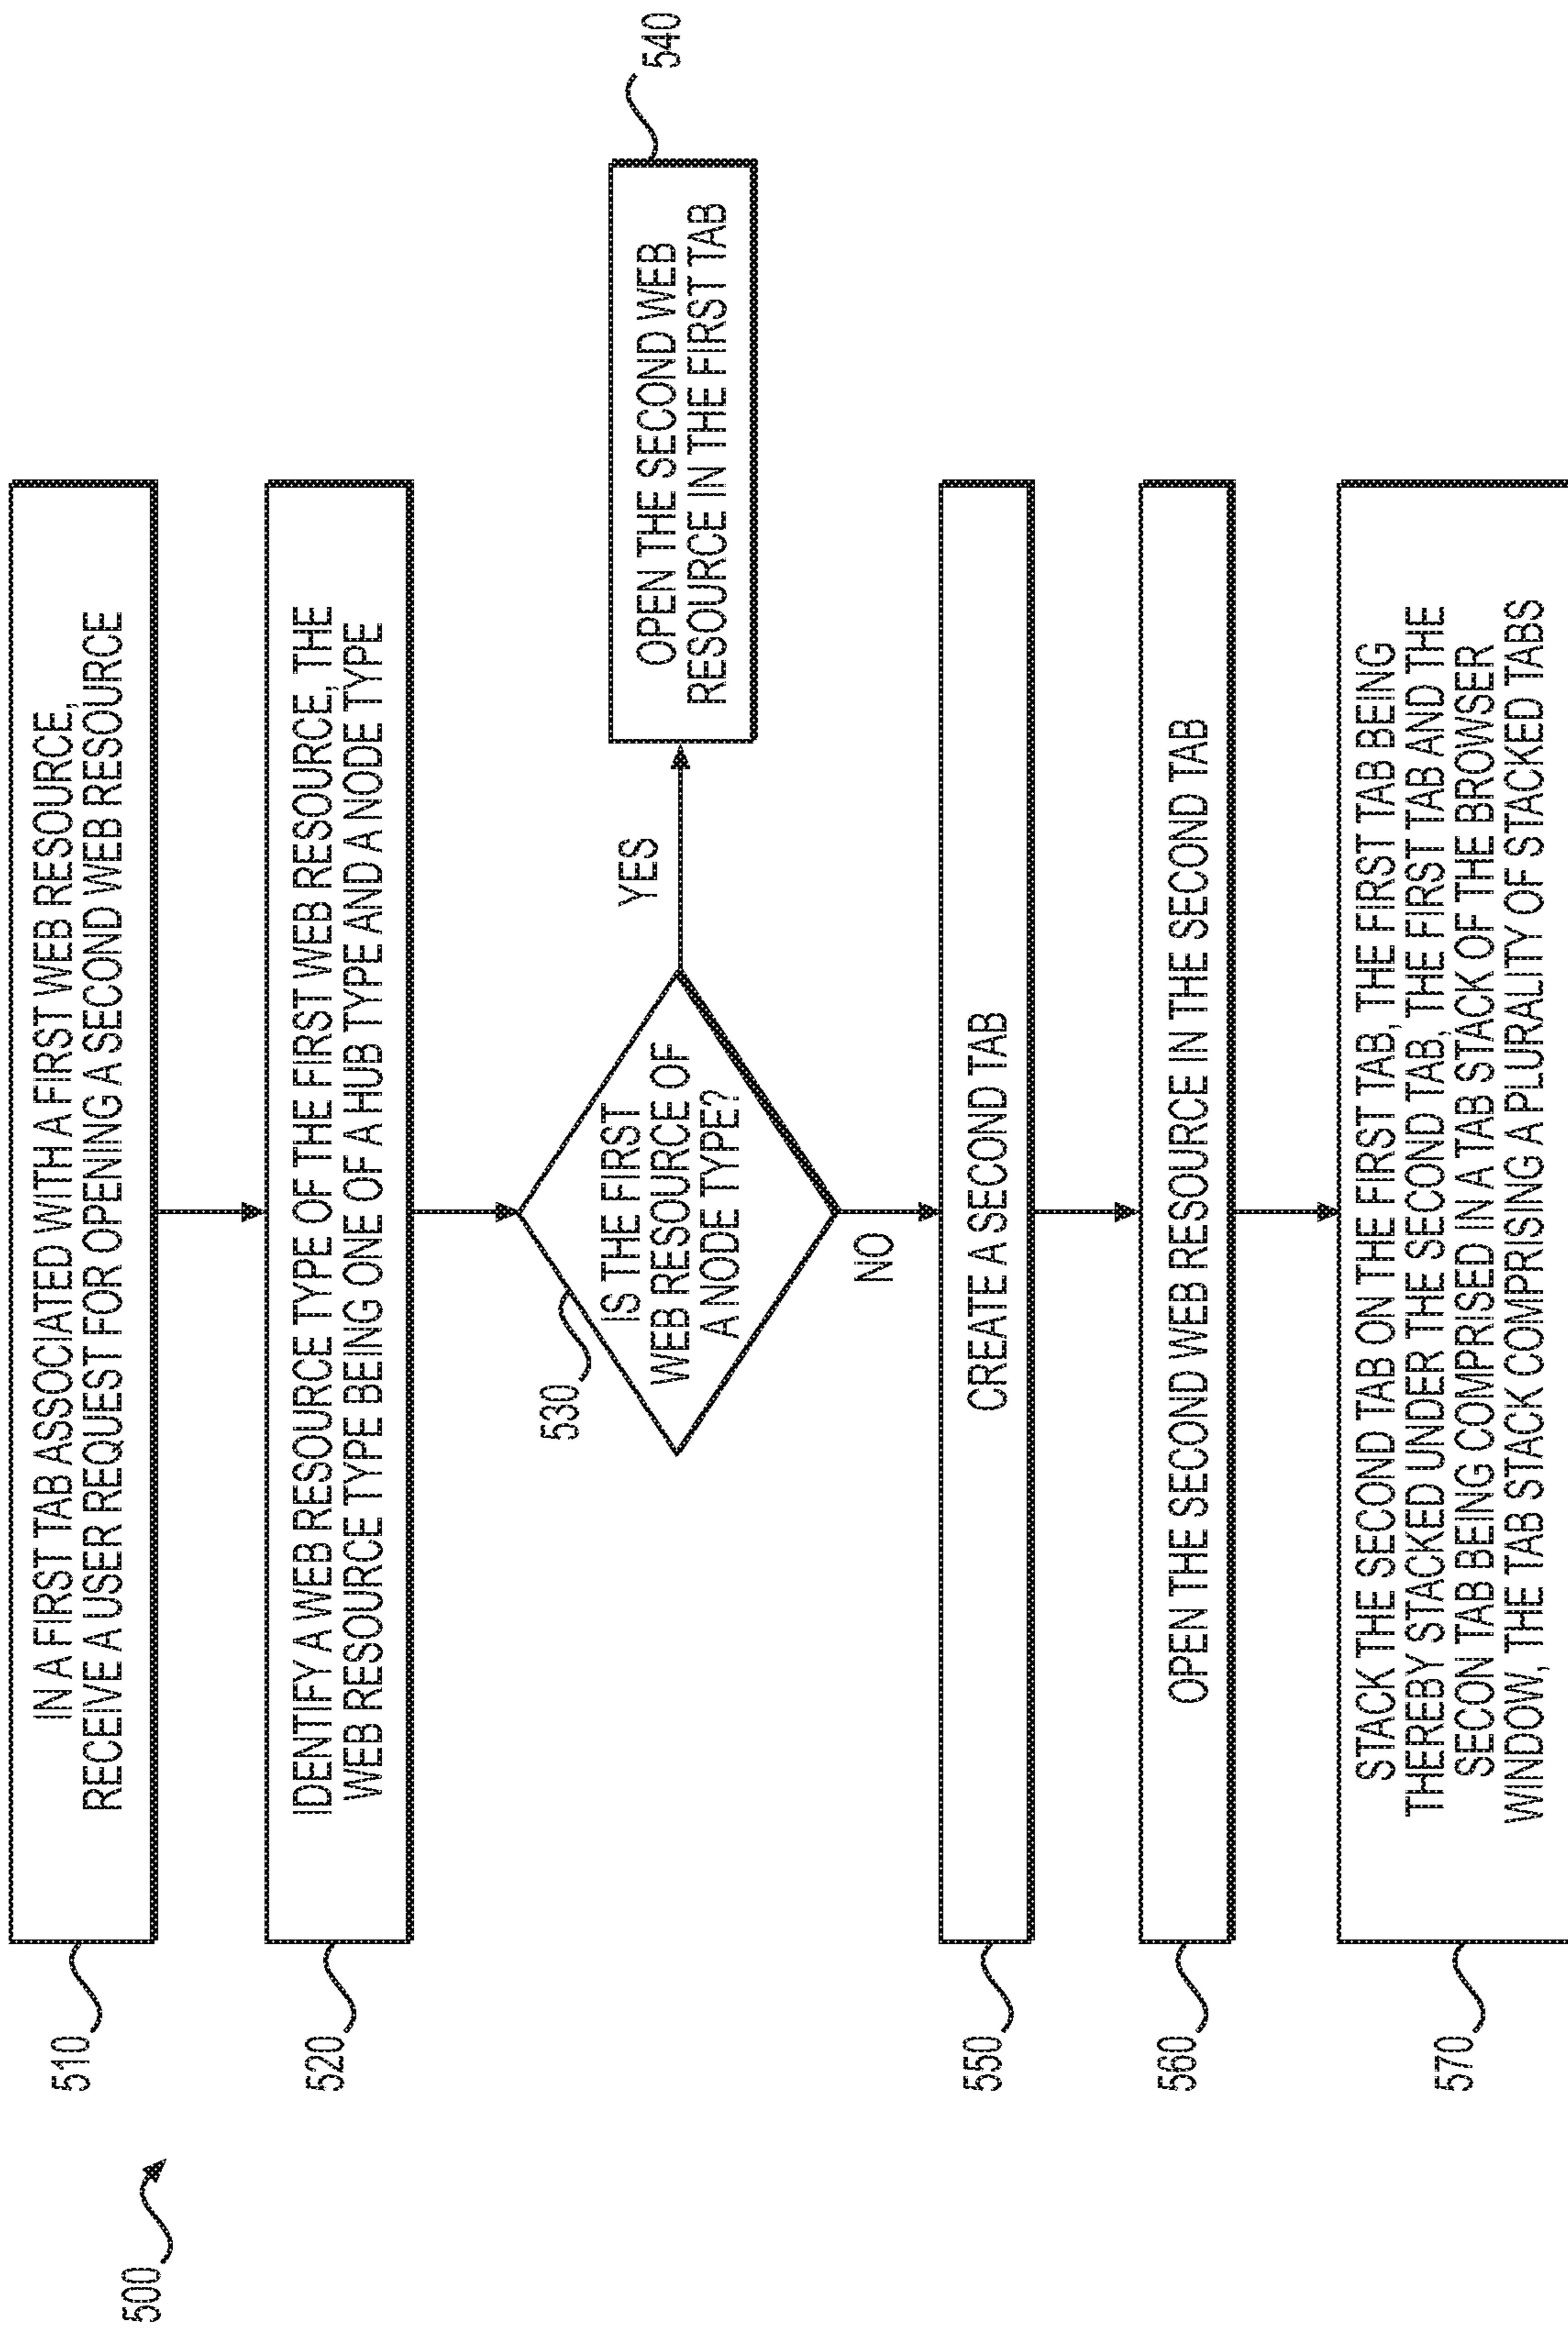 500
510
IN A FIRST TAB ASSOCIATED WITH A FIRST WEB RESOURCE,
RECEIVE A USER REQUEST FOR OPENING A SECOND WEB RESOURCE
520
IDENTIFY A WEB RESOURCE TYPE OF THE FIRST WEB RESOURCE, THE
WEB RESOURCE TYPE BEING ONE OF A HUB TYPE AND A NODE TYPE
530
IS THE FIRST
WEB RESOURCE OF
A NODE TYPE?
YES
540
OPEN THE SECOND WEB
RESOURCE IN THE FIRST TAB
NO
550
CREATE A SECOND TAB
560
OPEN THE SECOND WEB RESOURCE IN THE SECOND TAB
570
STACK THE SECOND TAB ON THE FIRST TAB, THE FIRST TAB BEING
THEREBY STACKED UNDER THE SECOND TAB, THE FIRST TAB AND THE
SECON TAB BEING COMPRISED IN A TAB STACK OF THE BROWSER
WINDOW, THE TAB STACK COMPRISING A PLURALITY OF STACKED TABS